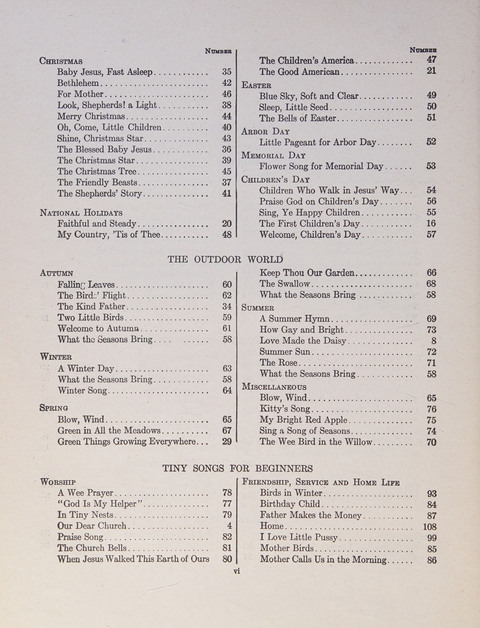 NUMBER
CHRISTMAS
Baby Jesus, Fast Asleep............ 35
Bethlehem....................... 42
For Mother...................... 46
Look, Shepherds! a Light........... 38
Merry Christmas.................. 44
Oh, Come, Little Children.......... 40
Shine, Christmas Star.............. 43
The Blessed Baby Jesus............ 36
The Christmas Star................ 39
The Christmas Tree................ 45
The Friendly Beasts................ 37
The Shepherds' Story.............. 41
NATIONAL HOLIDAYS
Faithful and Steady................ 20
My Country, 'Tis of Thee.......... 48
NUMBER
The Children's America............. 47
The Good American................ 21
EASTER
Blue Sky, Soft and Clear............ 49
Sleep, Little Seed.................. 50
The Bells of Easter................. 51
ARBOR DAY
Little Pageant for Arbor Day........ 52
MEMORIAL DAY
Flower Song for Memorial Day...... 53
CHILDREN'S DAY
Children Who Walk in Jesus' Way... 54
Praise God on Children's Day....... 56
Sing, Ye Happy Children............ 55
The First Children's Day............ 16
Welcome, Children's Day........... 57
THE OUTDOOR WORLD
AUTUMN
Falling Leaves.................... 60
The Birds' Flight.................. 62
The Kind Father................... 34
Two Little Birds................... 59
Welcome to Autumn............... 61
What the Seasons Bring.... ...... 58
WINTER
A Winter Day..................... 63
What the Seasons Bring............ 58
Winter Song...................... 64
SPRING
Blow, Wind....................... 65
Green in All the Meadows.......... 67
Green Things Growing Everywhere... 29
Keep Thou Our Garden............. 66
The Swallow...................... 68
What the Seasons Bring ........... 58
SUMMER
A Summer Hymn.................. 69
How Gay and Bright............... 73
Love Made the Daisy.............. 8
Summer Sun...................... 72
The Rose......................... 71
What the Seasons Bring............ 58
MISCELLANEOUS
Blow, Wind....................... 65
Kitty's Song...................... 76
My Bright Red Apple.............. 75
Sing a Song of Seasons............. 74
The Wee Bird in the Willow......... 70
TINY SONGS FOR BEGINNERS
WORSHIP
A Wee Prayer..................... 78
"God Is My Helper"............... 77
In Tiny Nests..................... 79
Our Dear Church.................. 4
Praise Song....................... 82
The Church Bells.................. 81
When Jesus Walked This Earth of Ours 80
FRIENDSHIP, SERVICE AND HOME LIFE
Birds in Winter.................... 93
Birthday Child.................... 84
Father Makes the Money........... 87
Home........................... 108
I Love Little Pussy................. 99
Mother Birds..................... 85
Mother Calls Us in the Morning...... 86
vi